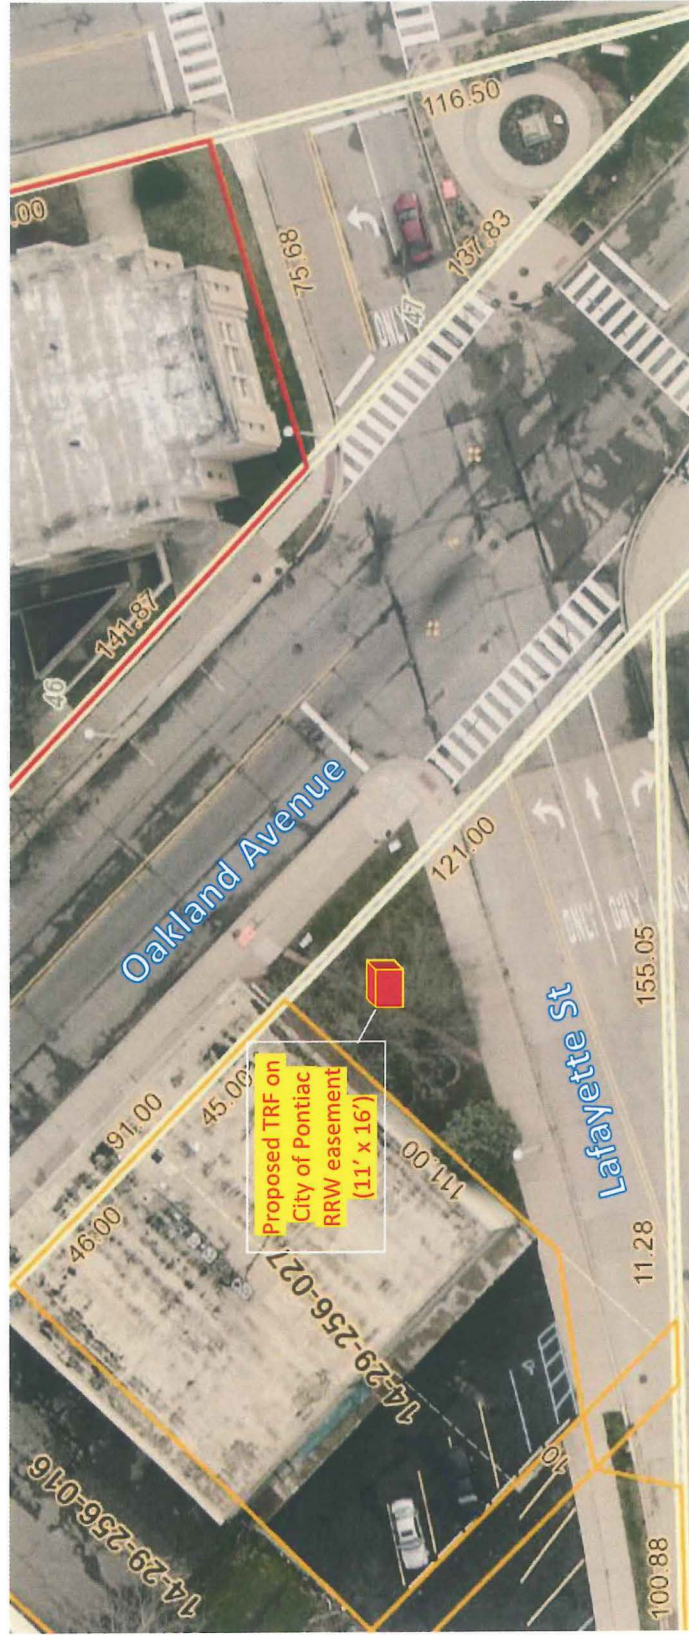 .00
116.50
75.68
137.83
47
ONLY
141.87
46
Oakland Avenue
121.00
91.00
45.00
46.00
Proposed TRF on
City of Pontiac
RRW easement
(11' x 16')
111.00
14-29-256-027
14-29-256-016
Lafayette St
155.05
ONLY
ONLY
11.28
10
100.88